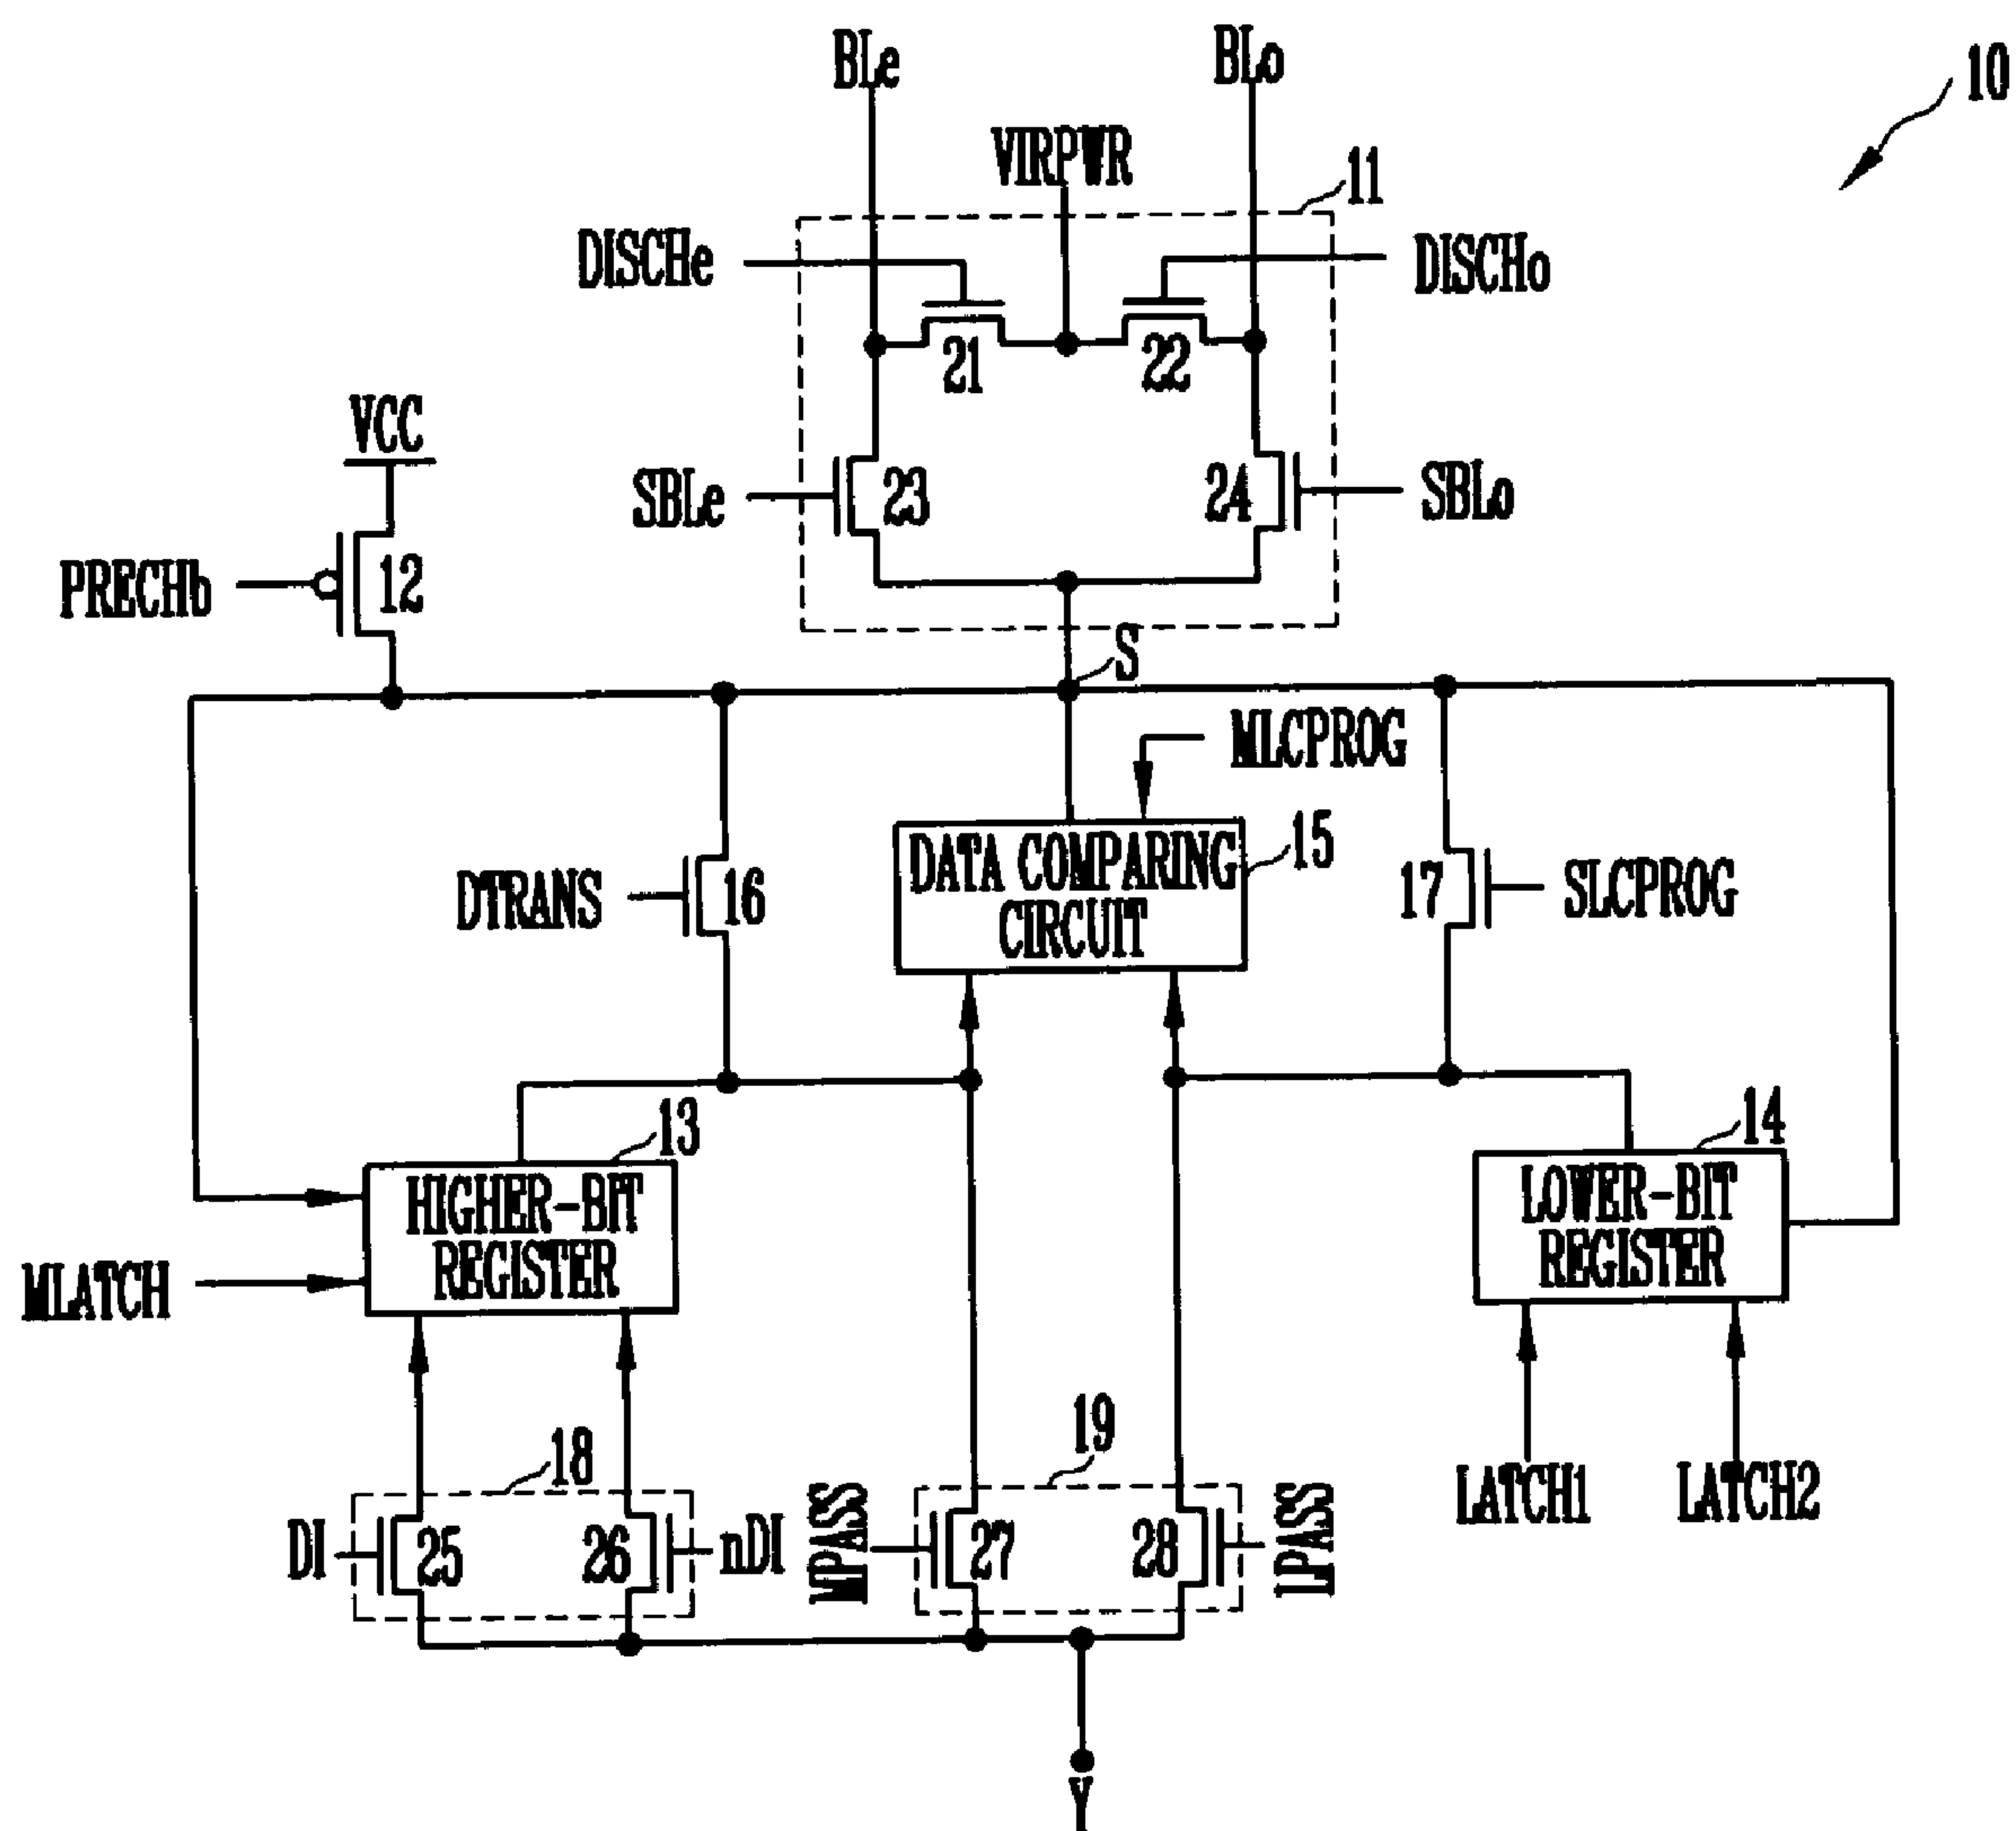 BLe
BLo
10
VIRPWR
11
DISCHe
DISCHo
21
22
VCC
SBLe
23
24
SBLo
PRECHb
12
S
MLCPROG
DATA COMPARING
CIRCUIT
15
DTRANS
16
17
SLCPROG
13
14
HIGHER-BIT
REGISTER
LOWER-BIT
REGISTER
MLATCH
18
19
LATCH1
LATCH2
DI
25
26
nDI
MPASS
27
28
LPASS
Y